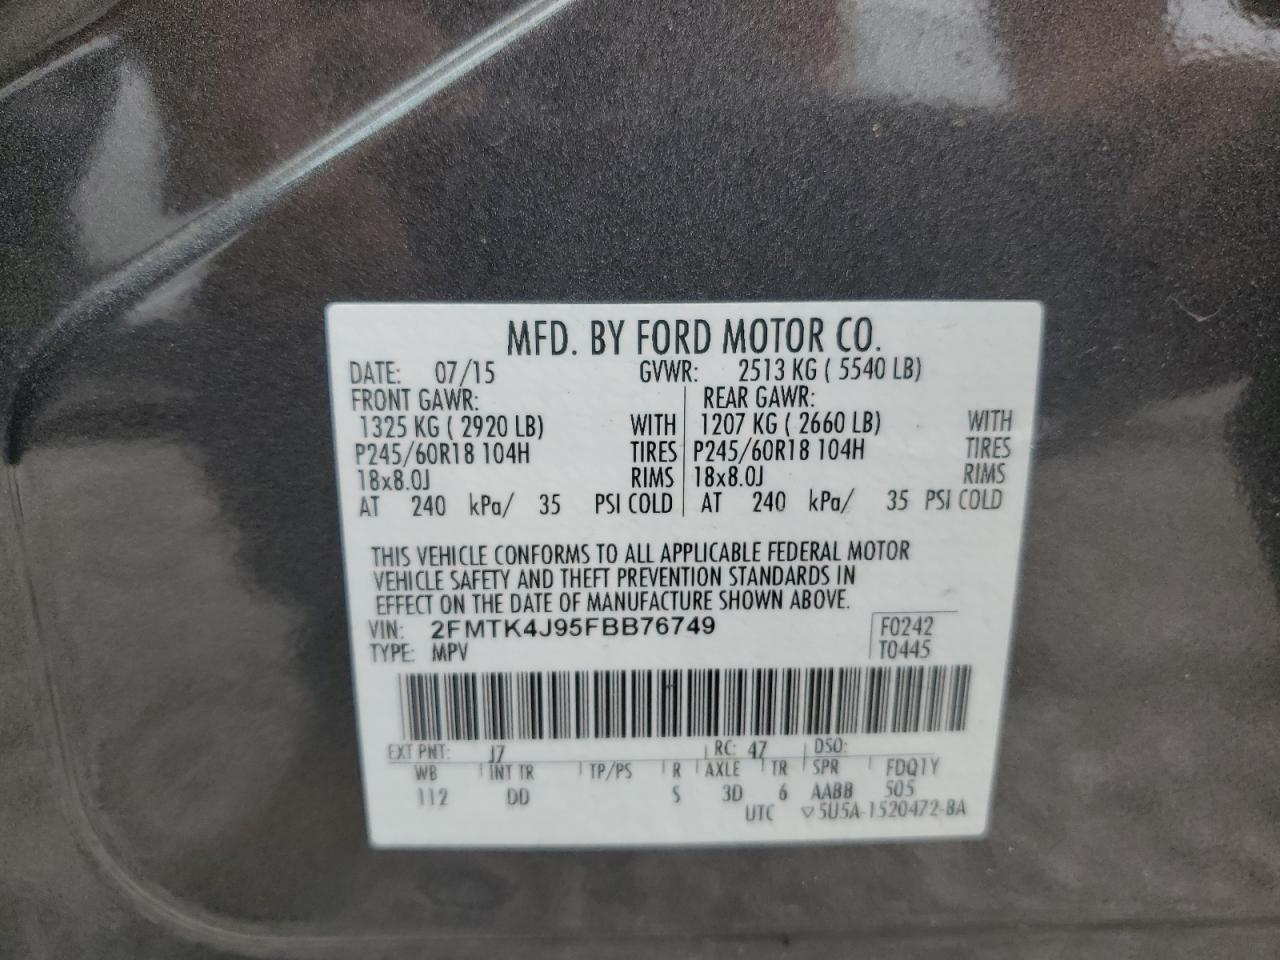 MFD. BY FORD MOTOR CO.
DATE: 07/15 GVWR: 2513 KG ( 5540 LB)
FRONT GAWR: REAR GAWR:
1325 KG ( 2920 LB) WITH 1207 KG ( 2660 LB) WITH
P245/60R18 104H TIRES P245/60R18 104H TIRES
18x8.0J RIMS 18x8.0J RIMS
AT 240 kPa/ 35 PSI COLD AT 240 kPa/ 35 PSI COLD
THIS VEHICLE CONFORMS TO ALL APPLICABLE FEDERAL MOTOR
VEHICLE SAFETY AND THEFT PREVENTION STANDARDS IN
EFFECT ON THE DATE OF MANUFACTURE SHOWN ABOVE.
VIN: 2FMTK4J95FBB76749 F0242
TYPE: MPV T0445
EXT PNT: J7 RC: 47 DSO:
WB INT TR TP/PS R AXLE TR SPR FDQ1Y
112 DD S 3D 6 AABB 505
UTC ▽5U5A-1520472-BA